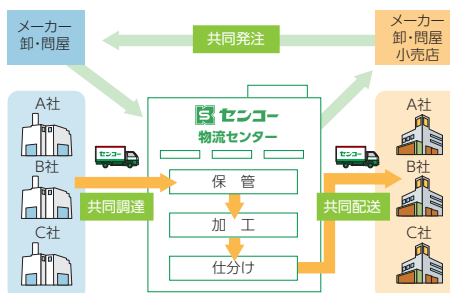 メーカー
卸・問屋
共同発注
メーカー
卸・問屋
小売店
A社
B社
C社
センコー
共同調達
S センコー
物流センター
保 管
加 工
仕分け
センコー
共同配送
A社
B社
C社